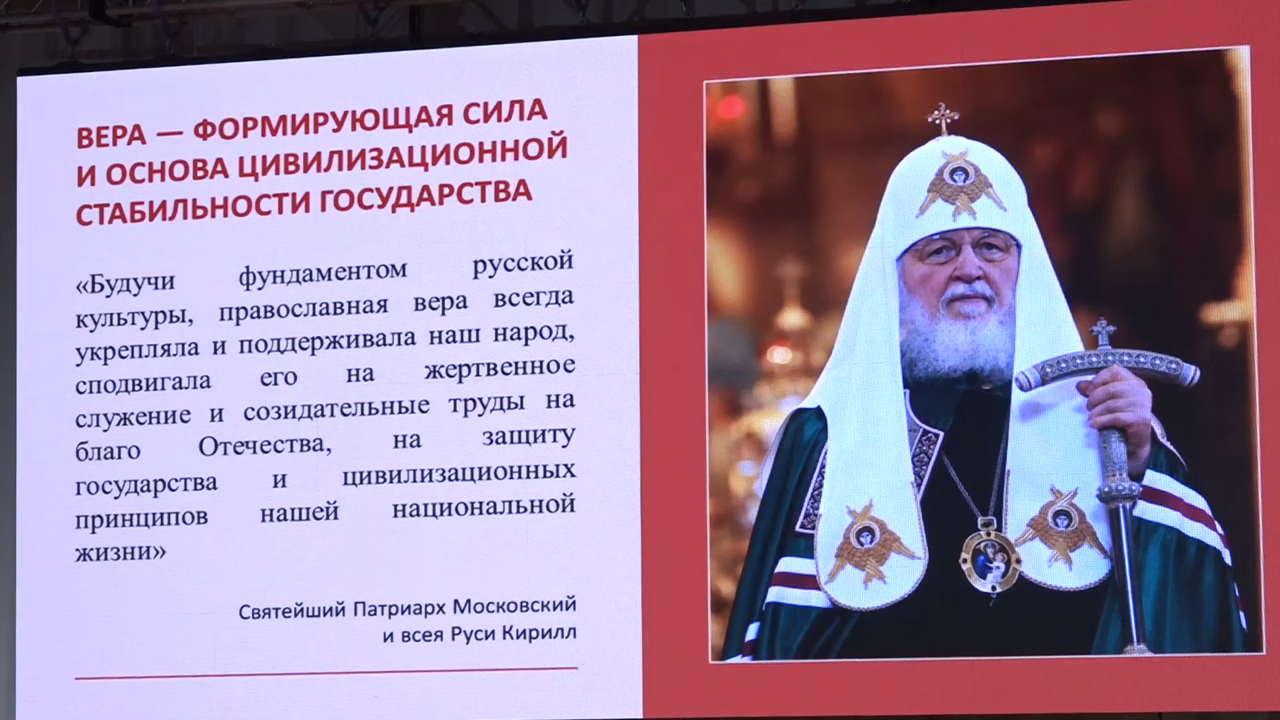 ВЕРА — ФОРМИРУЮЩАЯ СИЛА
И ОСНОВА ЦИВИЛИЗАЦИОННОЙ
СТАБИЛЬНОСТИ ГОСУДАРСТВА
«Будучи фундаментом русской
культуры, православная вера всегда
укрепляла и поддерживала наш народ,
сподвигала его на жертвенное
служение и созидательные труды на
благо Отечества, на защиту
государства и цивилизационных
принципов нашей национальной
жизни»
Святейший Патриарх Московский
и всея Руси Кирилл